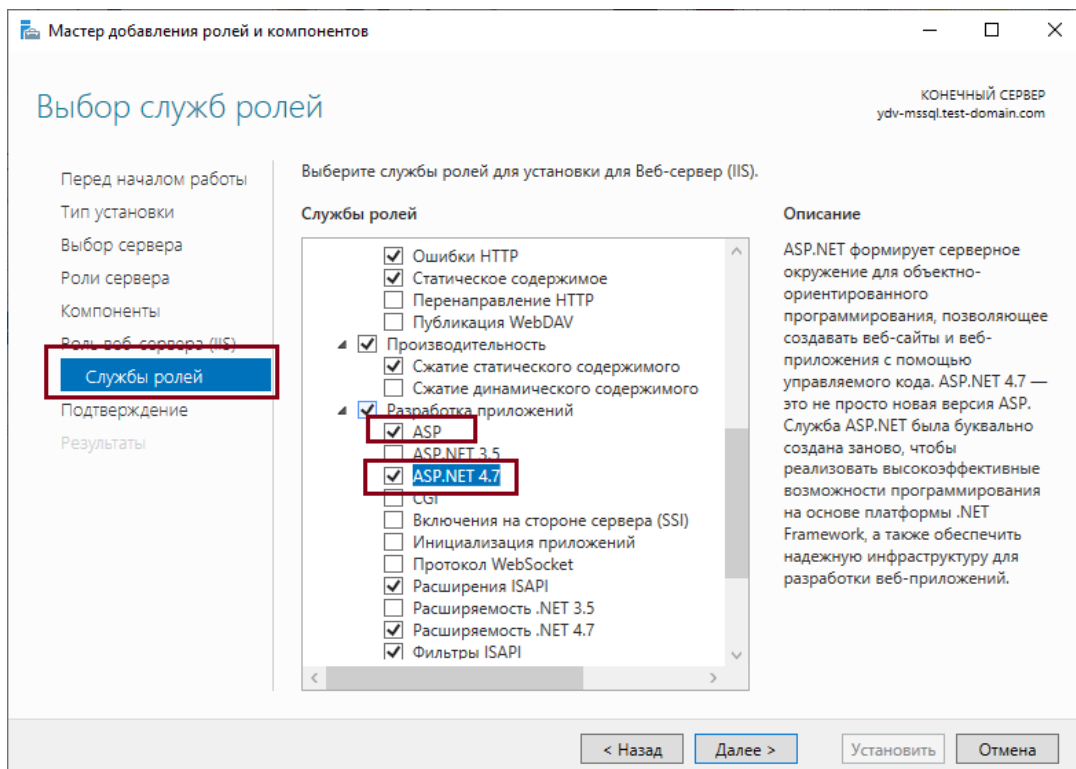 Мастер добавления ролей и компонентов
Выбор служб ролей
КОНЕЧНЫЙ СЕРВЕР
ydv-mssql.test-domain.com
Перед началом работы
Тип установки
Выбор сервера
Роли сервера
Компоненты
Роль веб-сервера (IIS)
Службы ролей
Подтверждение
Результаты
Выберите службы ролей для установки для Веб-сервер (IIS).
Службы ролей
Ошибки HTTP
Статическое содержимое
Перенаправление HTTP
Публикация WebDAV
Производительность
Сжатие статического содержимого
Сжатие динамического содержимого
Разработка приложений
ASP
ASP.NET 3.5
ASP.NET 4.7
CGI
Включения на стороне сервера (SSI)
Инициализация приложений
Протокол WebSocket
Расширения ISAPI
Расширяемость .NET 3.5
Расширяемость .NET 4.7
Фильтры ISAPI
Описание
ASP.NET формирует серверное
окружение для объектно-
ориентированного
программирования, позволяющее
создавать веб-сайты и веб-
приложения с помощью
управляемого кода. ASP.NET 4.7 —
это не просто новая версия ASP.
Служба ASP.NET была буквально
создана заново, чтобы
реализовать высокоэффективные
возможности программирования
на основе платформы .NET
Framework, а также обеспечить
надежную инфраструктуру для
разработки веб-приложений.
< Назад
Далее >
Установить
Отмена